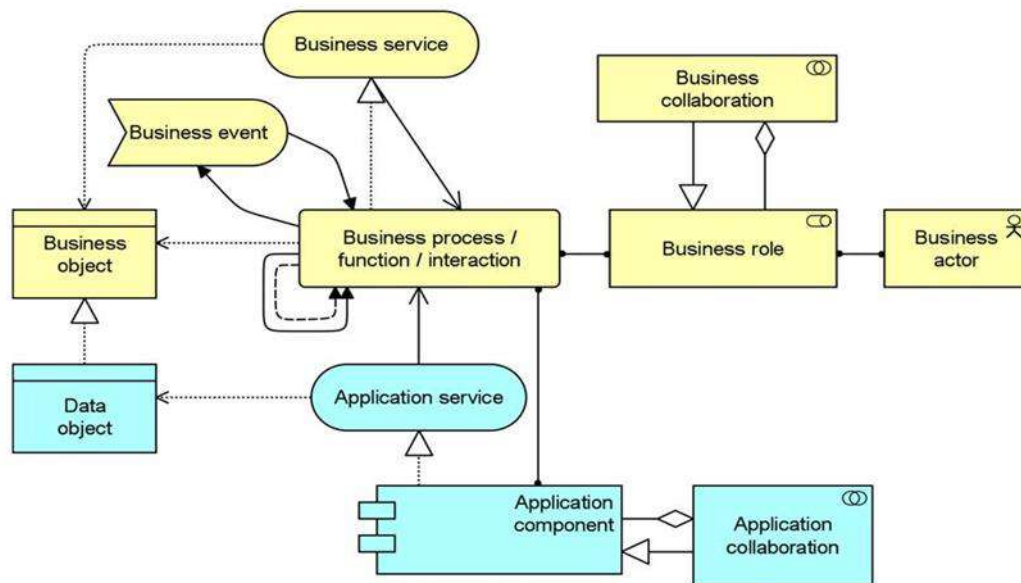 Business service
Business
collaboration
Business event
Business
object
Business process /
function / interaction
Business role
Business
actor
Data
object
Application service
Application
component
Application
collaboration